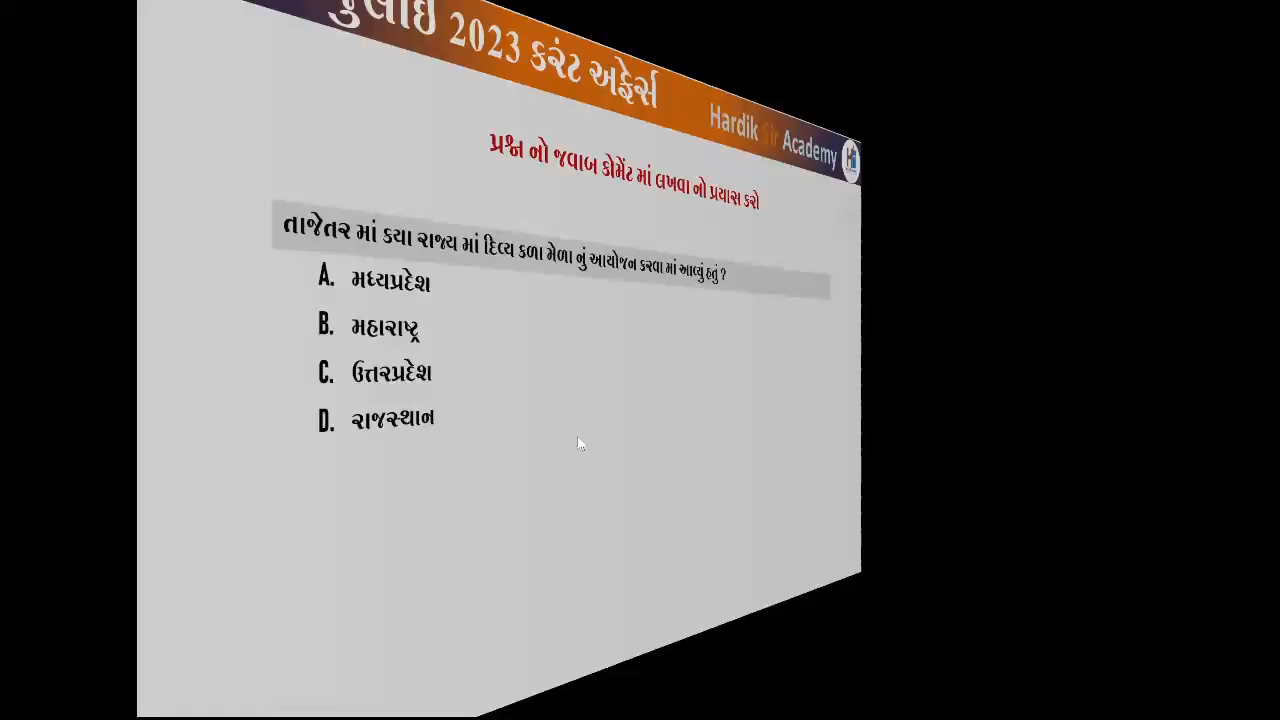 જુલાઇ 2023 કરંટ અફેર્સ
Hardik Sir Academy
પ્રશ્ન નો જવાબ કોમેંટ માં લખવા નો પ્રયાસ કરો
તાજેતર માં કયા રાજ્ય માં દિવ્ય કળા મેળા નું આયોજન કરવા માં આવ્યું હતું ?
A. મધ્યપ્રદેશ
B. મહારાષ્ટ્ર
C. ઉત્તરપ્રદેશ
D. રાજસ્થાન